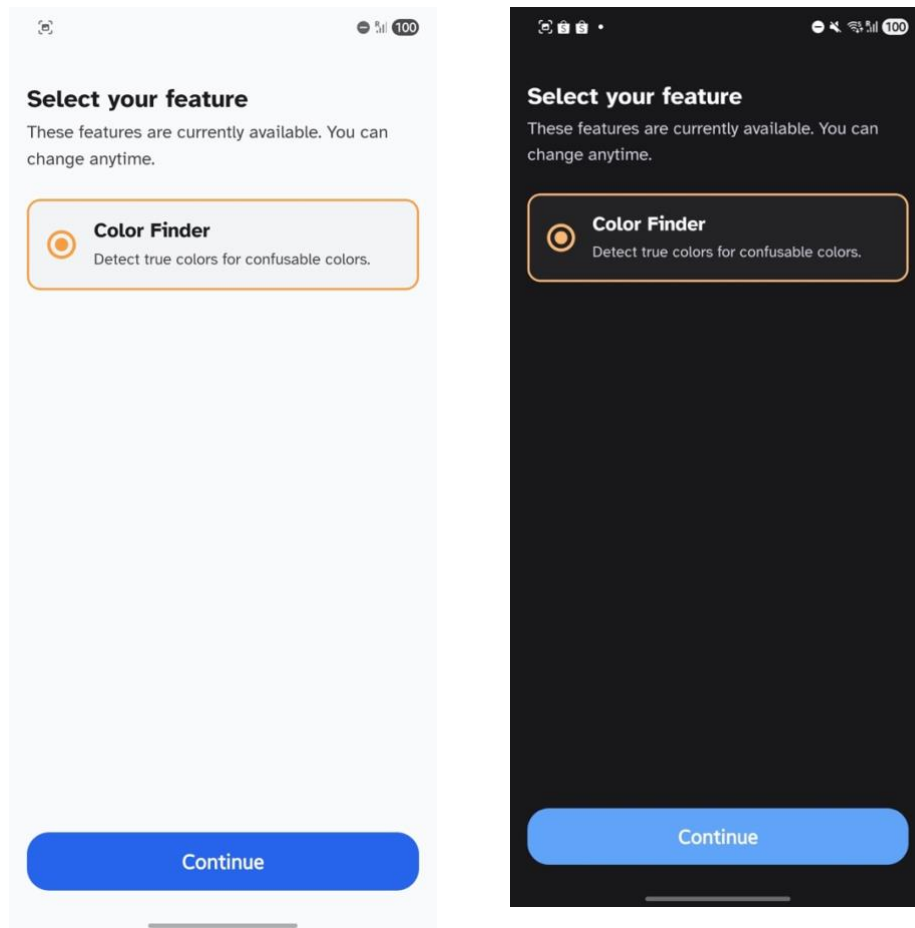 100
Select your feature
These features are currently available. You can
change anytime.
Color Finder
Detect true colors for confusable colors.
Continue
S S
100
Select your feature
These features are currently available. You can
change anytime.
Color Finder
Detect true colors for confusable colors.
Continue